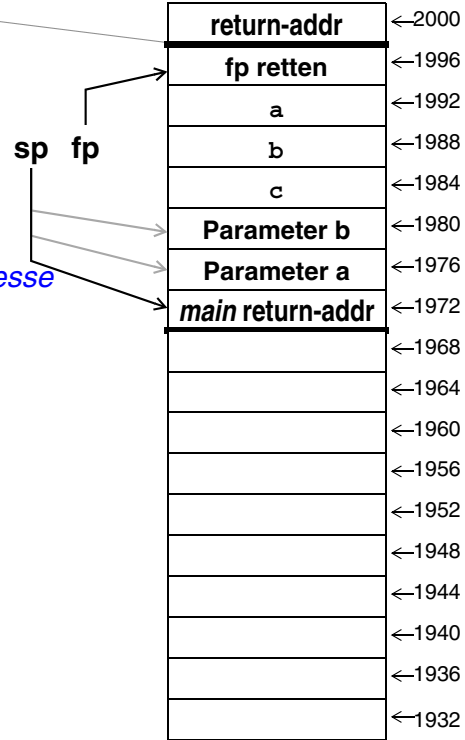 return-addr ←2000
fp retten ←1996
a ←1992
b ←1988
sp fp
c ←1984
Parameter b ←1980
Parameter a ←1976
esse
main return-addr ←1972
←1968
←1964
←1960
←1956
←1952
←1948
←1944
←1940
←1936
←1932